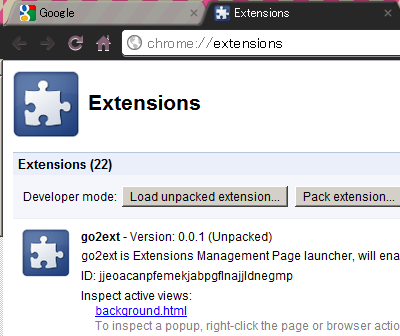 Google
Extensions
chrome://extensions
Extensions
Extensions (22)
Developer mode: Load unpacked extension... Pack extension...
go2ext - Version: 0.0.1 (Unpacked)
go2ext is Extensions Management Page launcher, will ena
ID: jjeoacanpfemekjabpgflnajjldnegmp
Inspect active views:
background.html
To inspect a popup, right-click the page or browser actio